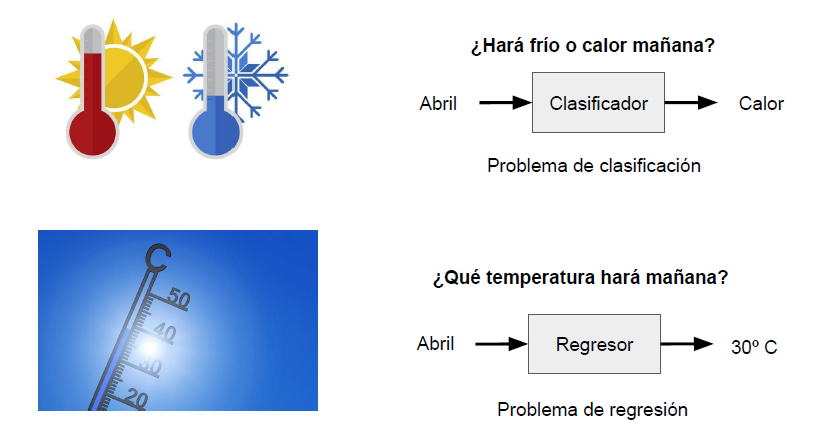 ¿Hará frío o calor mañana?
Abril
Clasificador
Calor
Problema de clasificación
C
50
40
30
20
¿Qué temperatura hará mañana?
Abril
Regresor
30º C
Problema de regresión